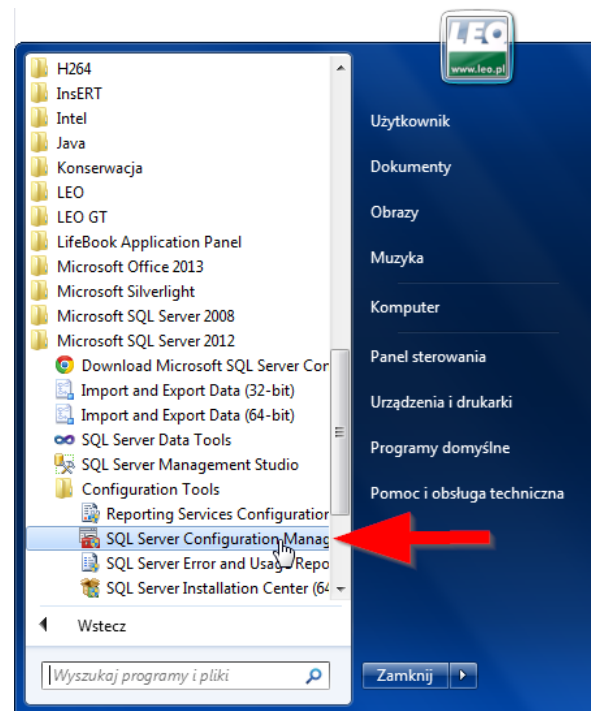 LEO
www.leo.pl
H264
InsERT
Intel
Java
Konserwacja
LEO
LEO GT
LifeBook Application Panel
Microsoft Office 2013
Microsoft Silverlight
Microsoft SQL Server 2008
Microsoft SQL Server 2012
Download Microsoft SQL Server Cor
Import and Export Data (32-bit)
Import and Export Data (64-bit)
SQL Server Data Tools
SQL Server Management Studio
Configuration Tools
Reporting Services Configuration
SQL Server Configuration Manag
SQL Server Error and Usage Repo
SQL Server Installation Center (64
Wstecz
Wyszukaj programy i pliki
Użytkownik
Dokumenty
Obrazy
Muzyka
Komputer
Panel sterowania
Urządzenia i drukarki
Programy domyślne
Pomoc i obsługa techniczna
Zamknij